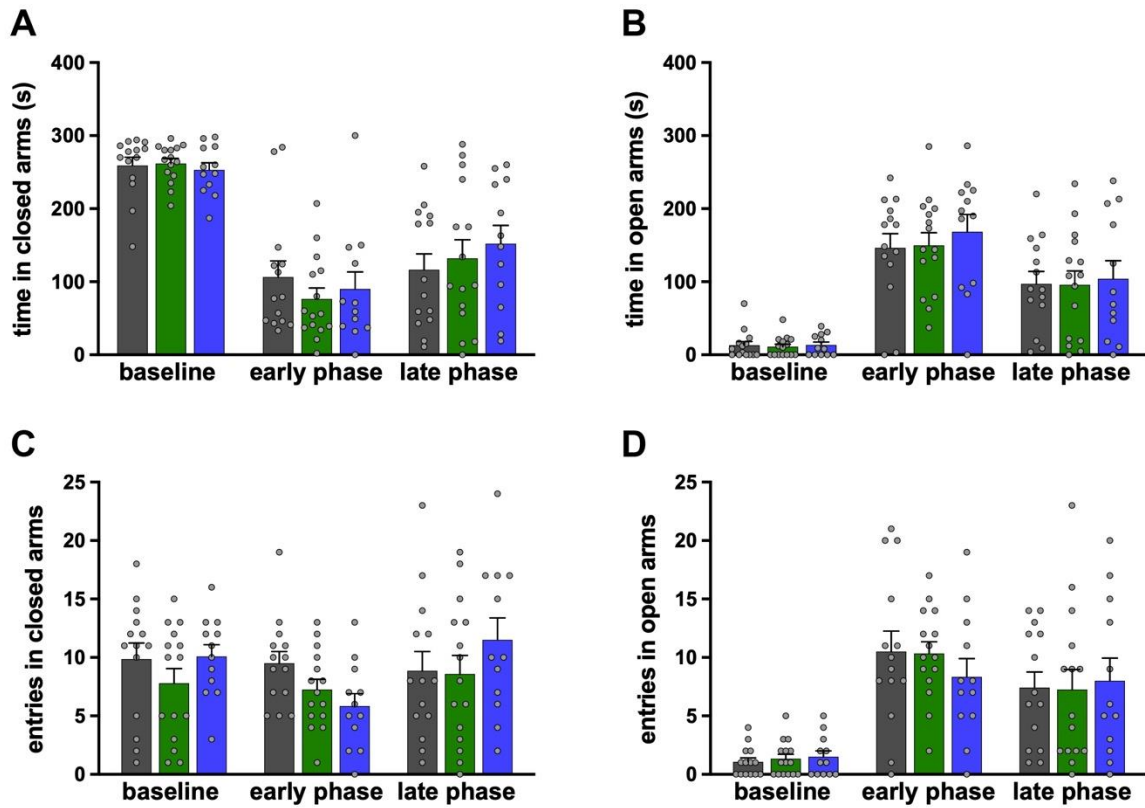 A
time in closed arms (s)
400
300
200
100
0
baseline early phase late phase
B
time in open arms (s)
400
300
200
100
0
baseline early phase late phase
C
entries in closed arms
25
20
15
10
5
0
baseline early phase late phase
D
entries in open arms
25
20
15
10
5
0
baseline early phase late phase